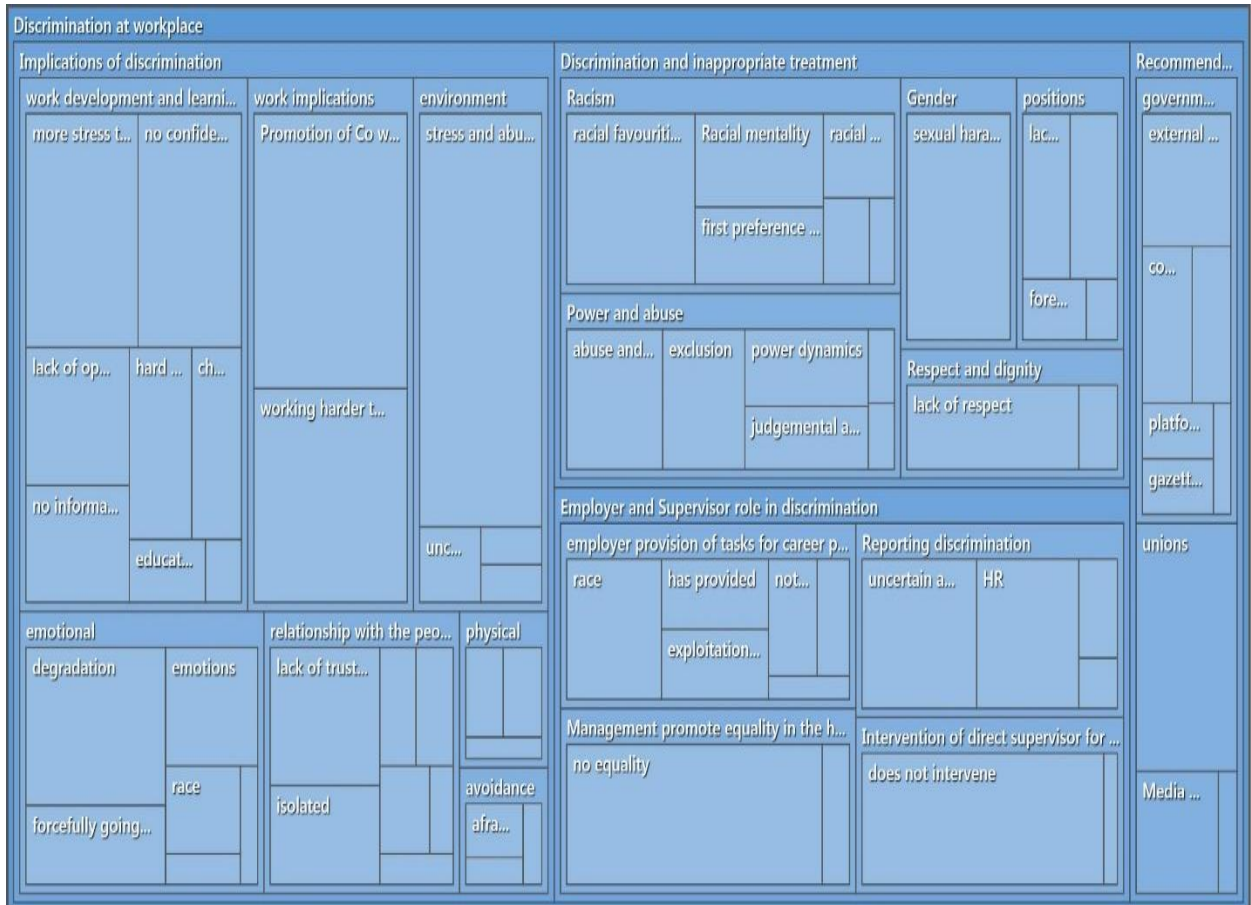 Discrimination at workplace
Implications of discrimination
work development and learni...
more stress t...
no confide...
lack of op...
hard ...
ch...
no informa...
educat...
work implications
Promotion of Co w...
working harder t...
environment
stress and abu...
unc...
emotional
degradation
emotions
race
forcefully going...
relationship with the peo...
lack of trust...
isolated
physical
avoidance
afra...
Discrimination and inappropriate treatment
Racism
racial favouriti...
Racial mentality
racial ...
first preference ...
Gender
sexual hara...
positions
lac...
fore...
Power and abuse
abuse and...
exclusion
power dynamics
judgemental a...
Respect and dignity
lack of respect
Employer and Supervisor role in discrimination
employer provision of tasks for career p...
race
has provided
not...
exploitation...
Reporting discrimination
uncertain a...
HR
Management promote equality in the h...
no equality
Intervention of direct supervisor for ...
does not intervene
Recommend...
governm...
external ...
co...
platfo...
gazett...
unions
Media ...